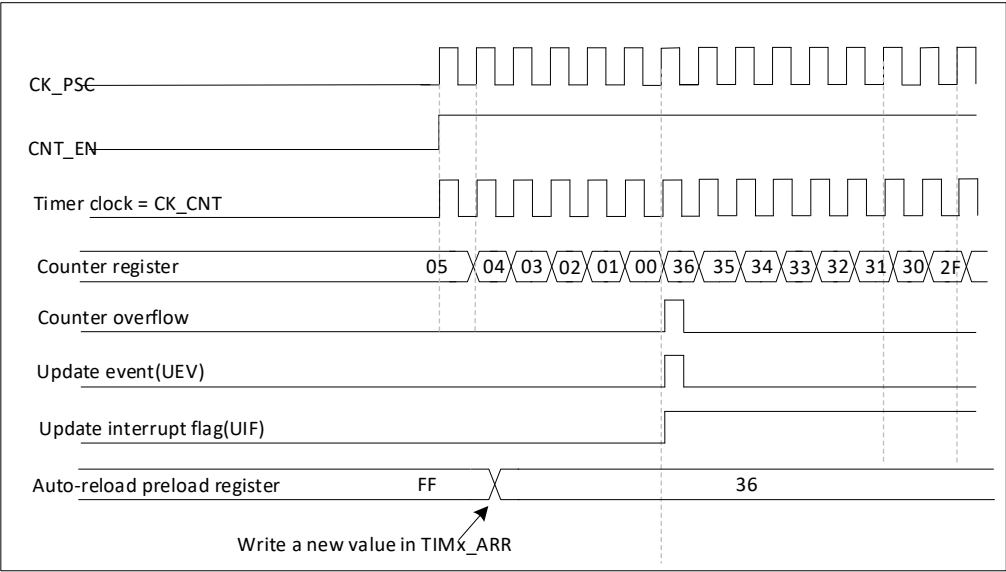 CK_PSC
CNT_EN
Timer clock = CK_CNT
Counter register 05 04 03 02 01 00 36 35 34 33 32 31 30 2F
Counter overflow
Update event(UEV)
Update interrupt flag(UIF)
Auto-reload preload register FF 36
Write a new value in TIMx_ARR